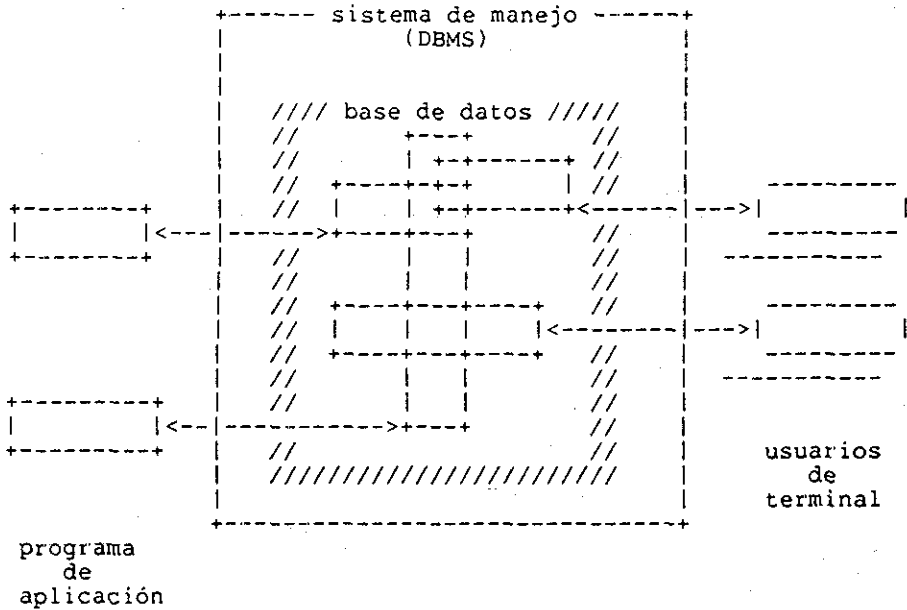 sistema de manejo
(DBMS)
base de datos
usuarios
de
terminal
programa
de
aplicación